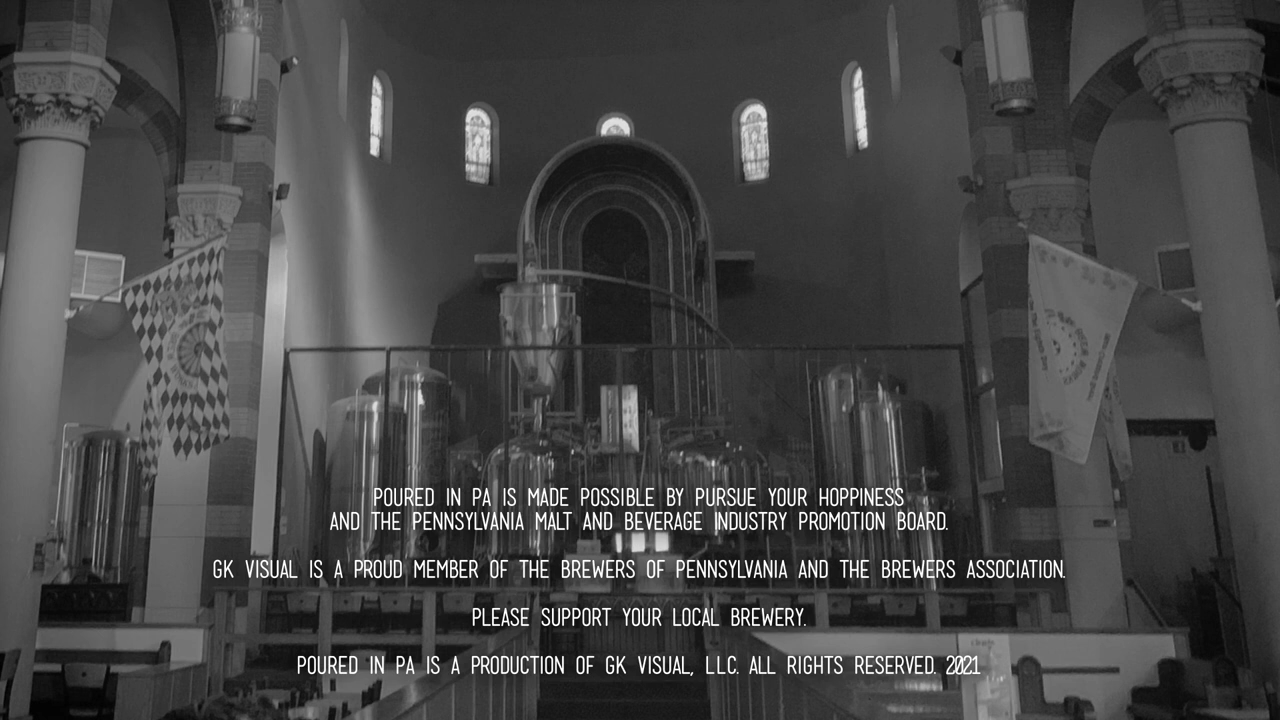 POURED IN PA IS MADE POSSIBLE BY PURSUE YOUR HOPPINESS
AND THE PENNSYLVANIA MALT AND BEVERAGE INDUSTRY PROMOTION BOARD.
GK VISUAL IS A PROUD MEMBER OF THE BREWERS OF PENNSYLVANIA AND THE BREWERS ASSOCIATION.
PLEASE SUPPORT YOUR LOCAL BREWERY.
POURED IN PA IS A PRODUCTION OF GK VISUAL, LLC. ALL RIGHTS RESERVED. 2021.